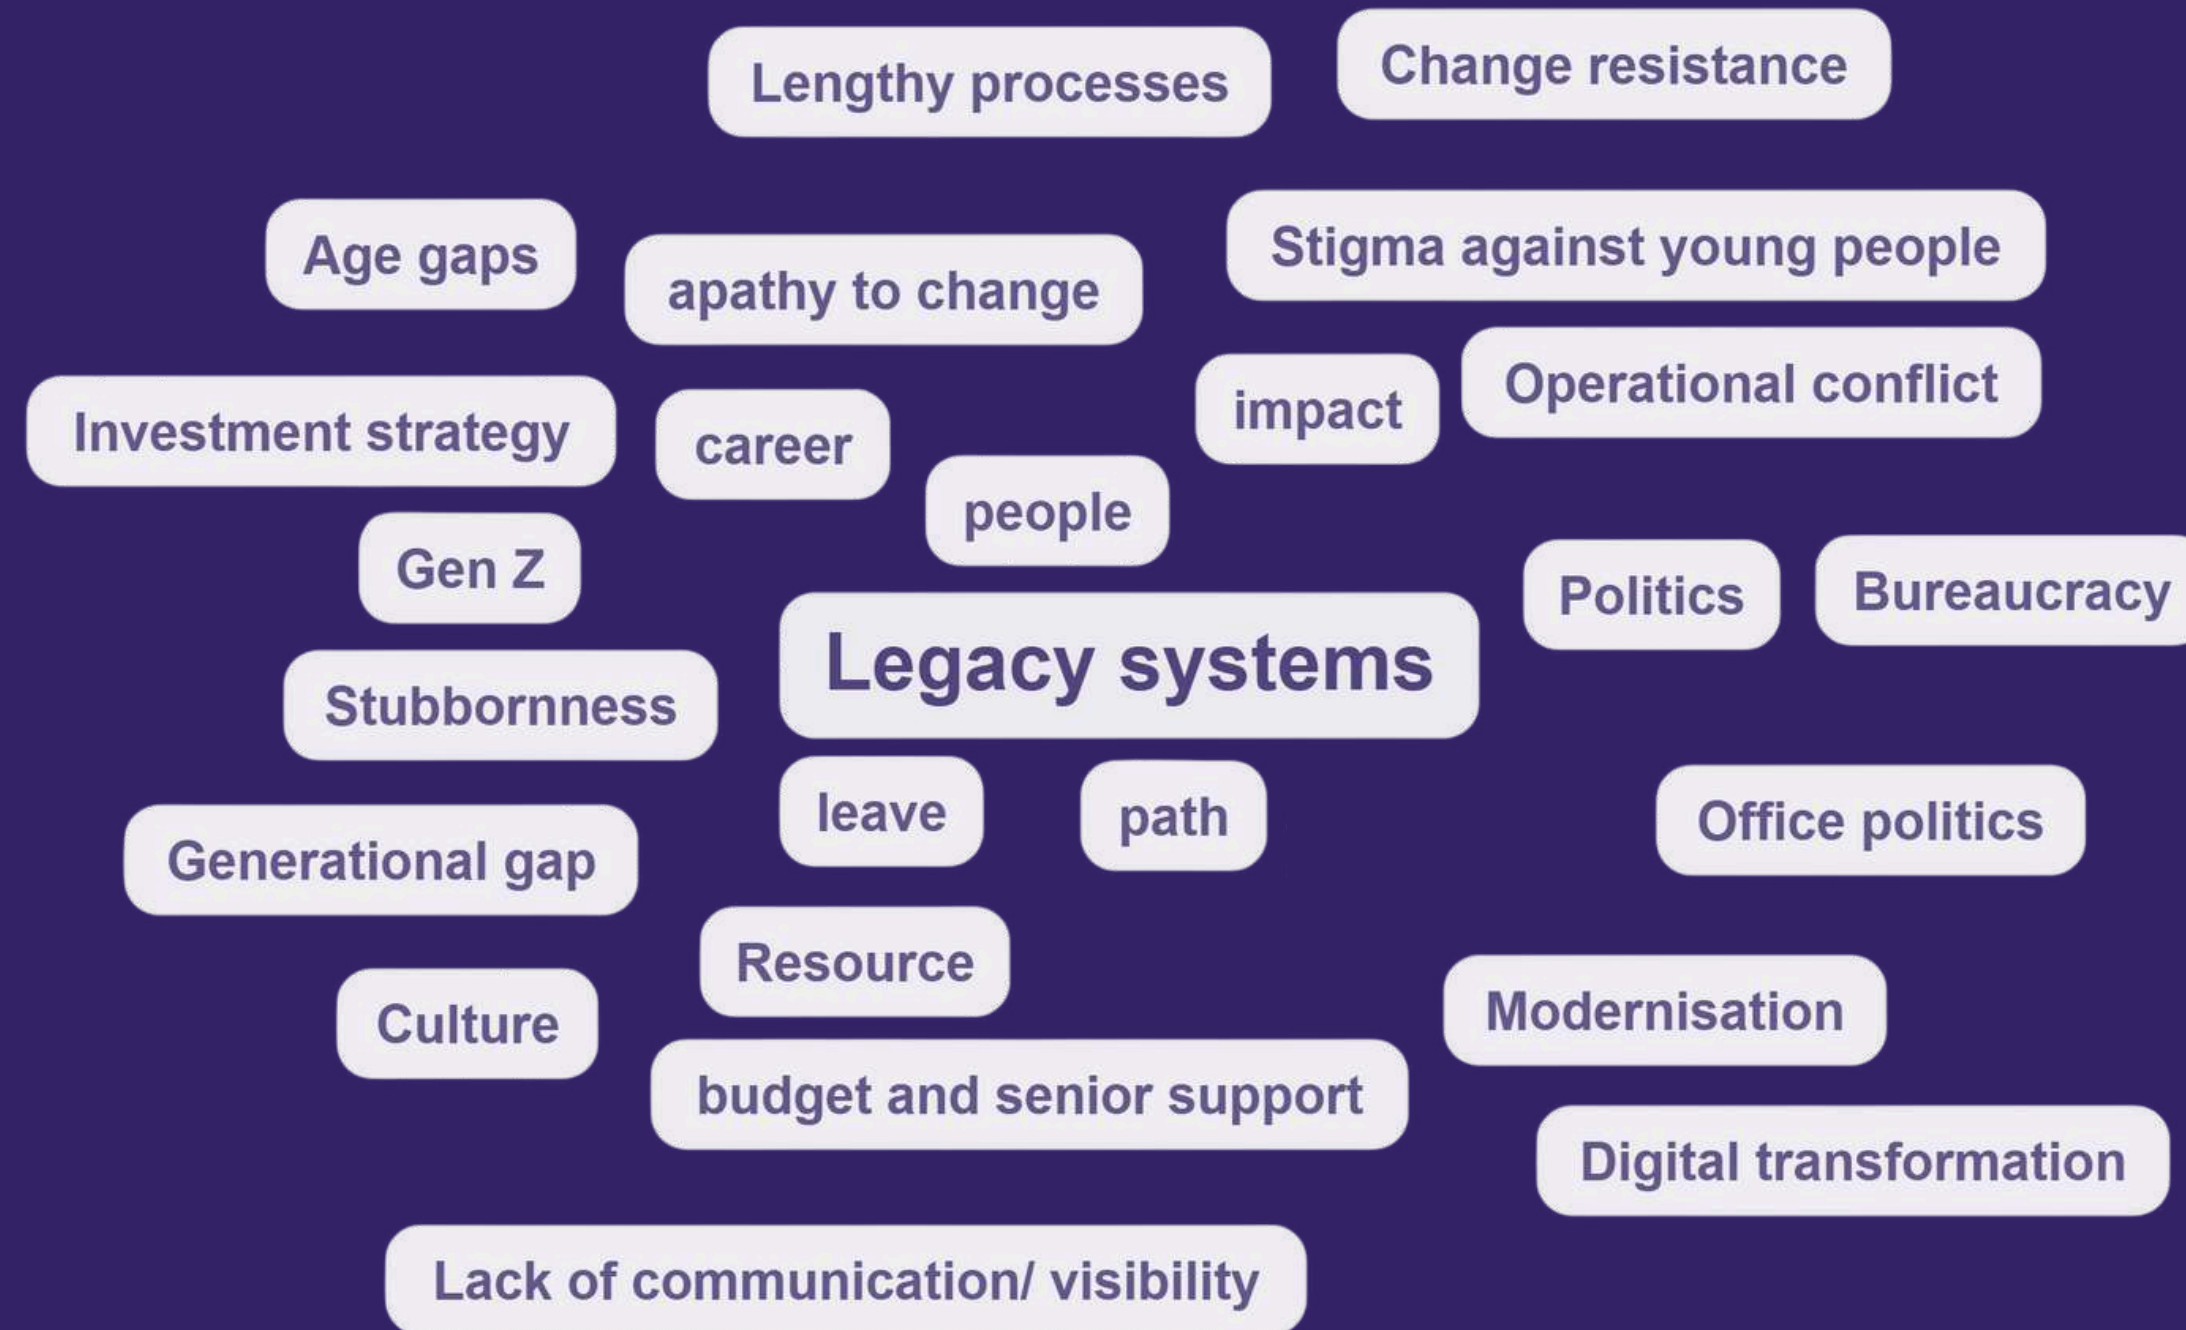 Lengthy processes
Change resistance
Age gaps
apathy to change
Stigma against young people
Investment strategy
career
impact
Operational conflict
people
Gen Z
Politics
Bureaucracy
Legacy systems
Stubbornness
leave
path
Office politics
Generational gap
Resource
Culture
Modernisation
budget and senior support
Digital transformation
Lack of communication/ visibility